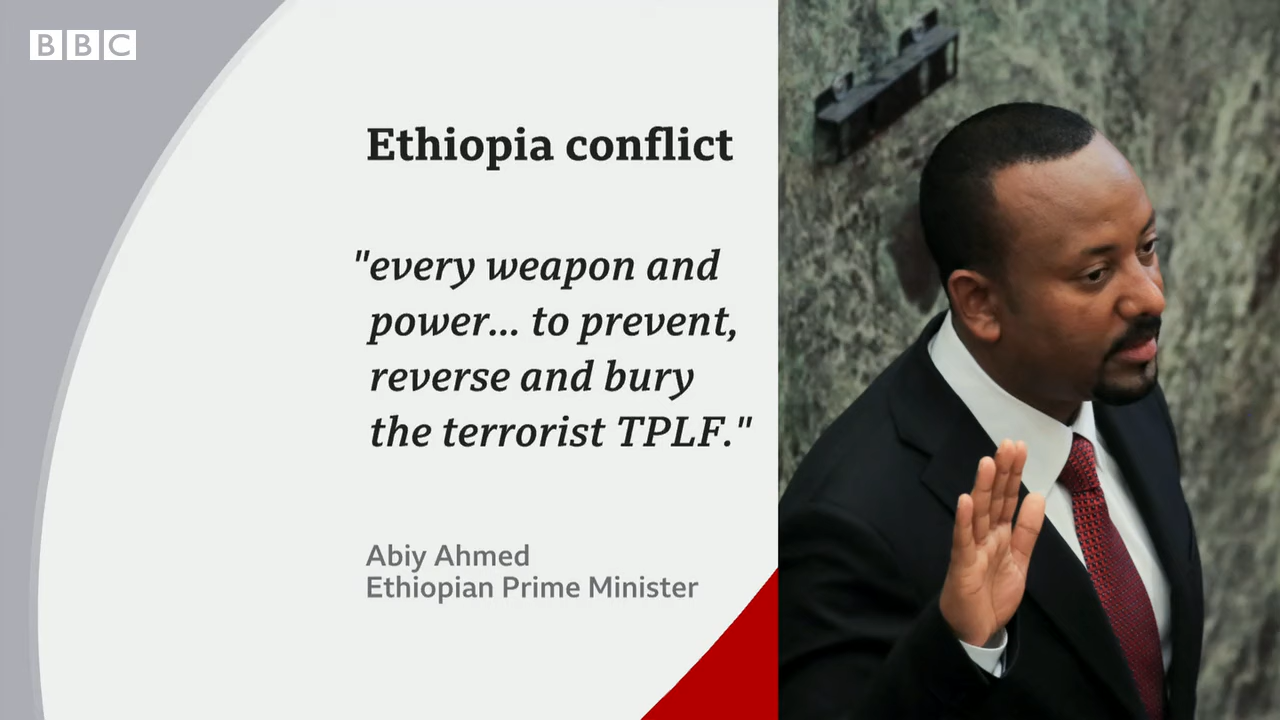 BBC
Ethiopia conflict
"every weapon and
power... to prevent,
reverse and bury
the terrorist TPLF."
Abiy Ahmed
Ethiopian Prime Minister